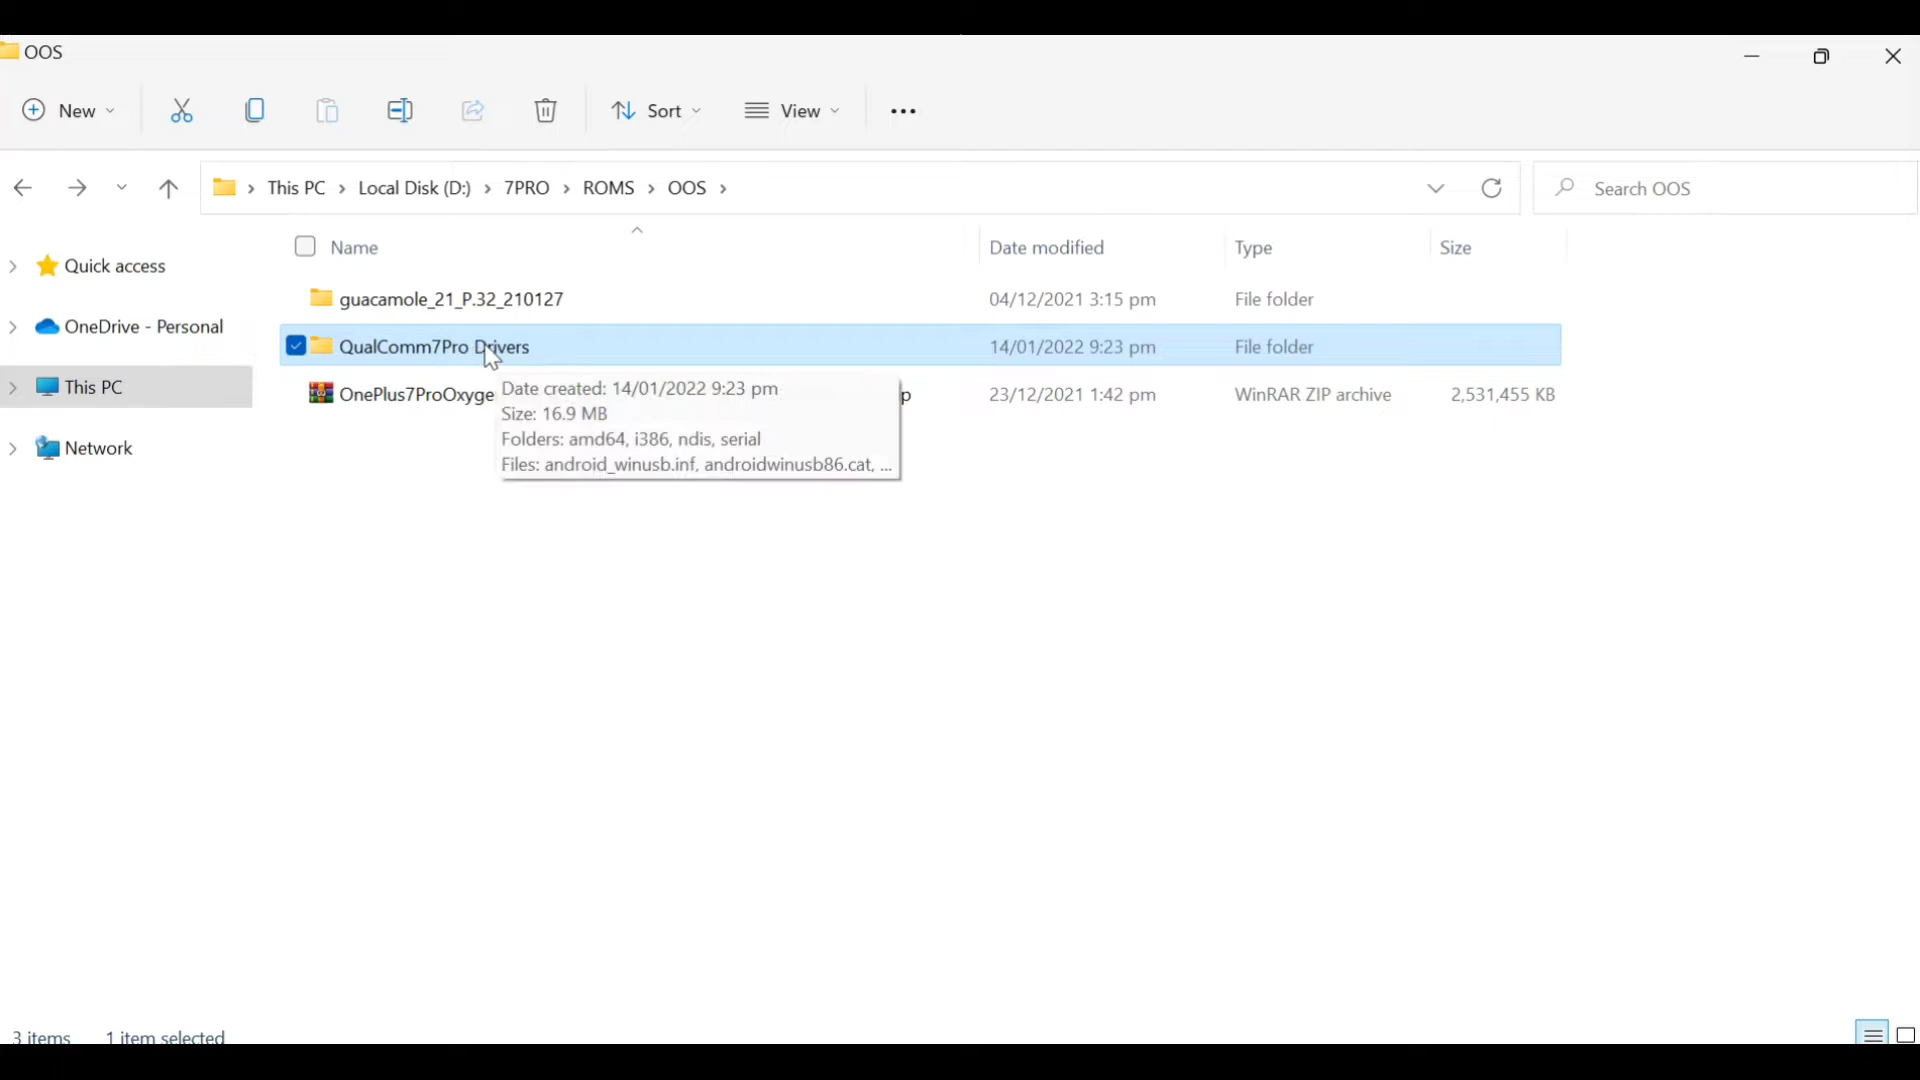 OOS
New
Sort
View
This PC > Local Disk (D:) > 7PRO > ROMS > OOS >
Search OOS
Quick access
OneDrive - Personal
This PC
Network
Name Date modified Type Size
guacamole_21_P.32_210127 04/12/2021 3:15 pm File folder
QualComm7Pro Drivers 14/01/2022 9:23 pm File folder
OnePlus7ProOxyge p 23/12/2021 1:42 pm WinRAR ZIP archive 2,531,455 KB
Date created: 14/01/2022 9:23 pm
Size: 16.9 MB
Folders: amd64, i386, ndis, serial
Files: android_winusb.inf, androidwinusb86.cat, ...
3 items 1 item selected